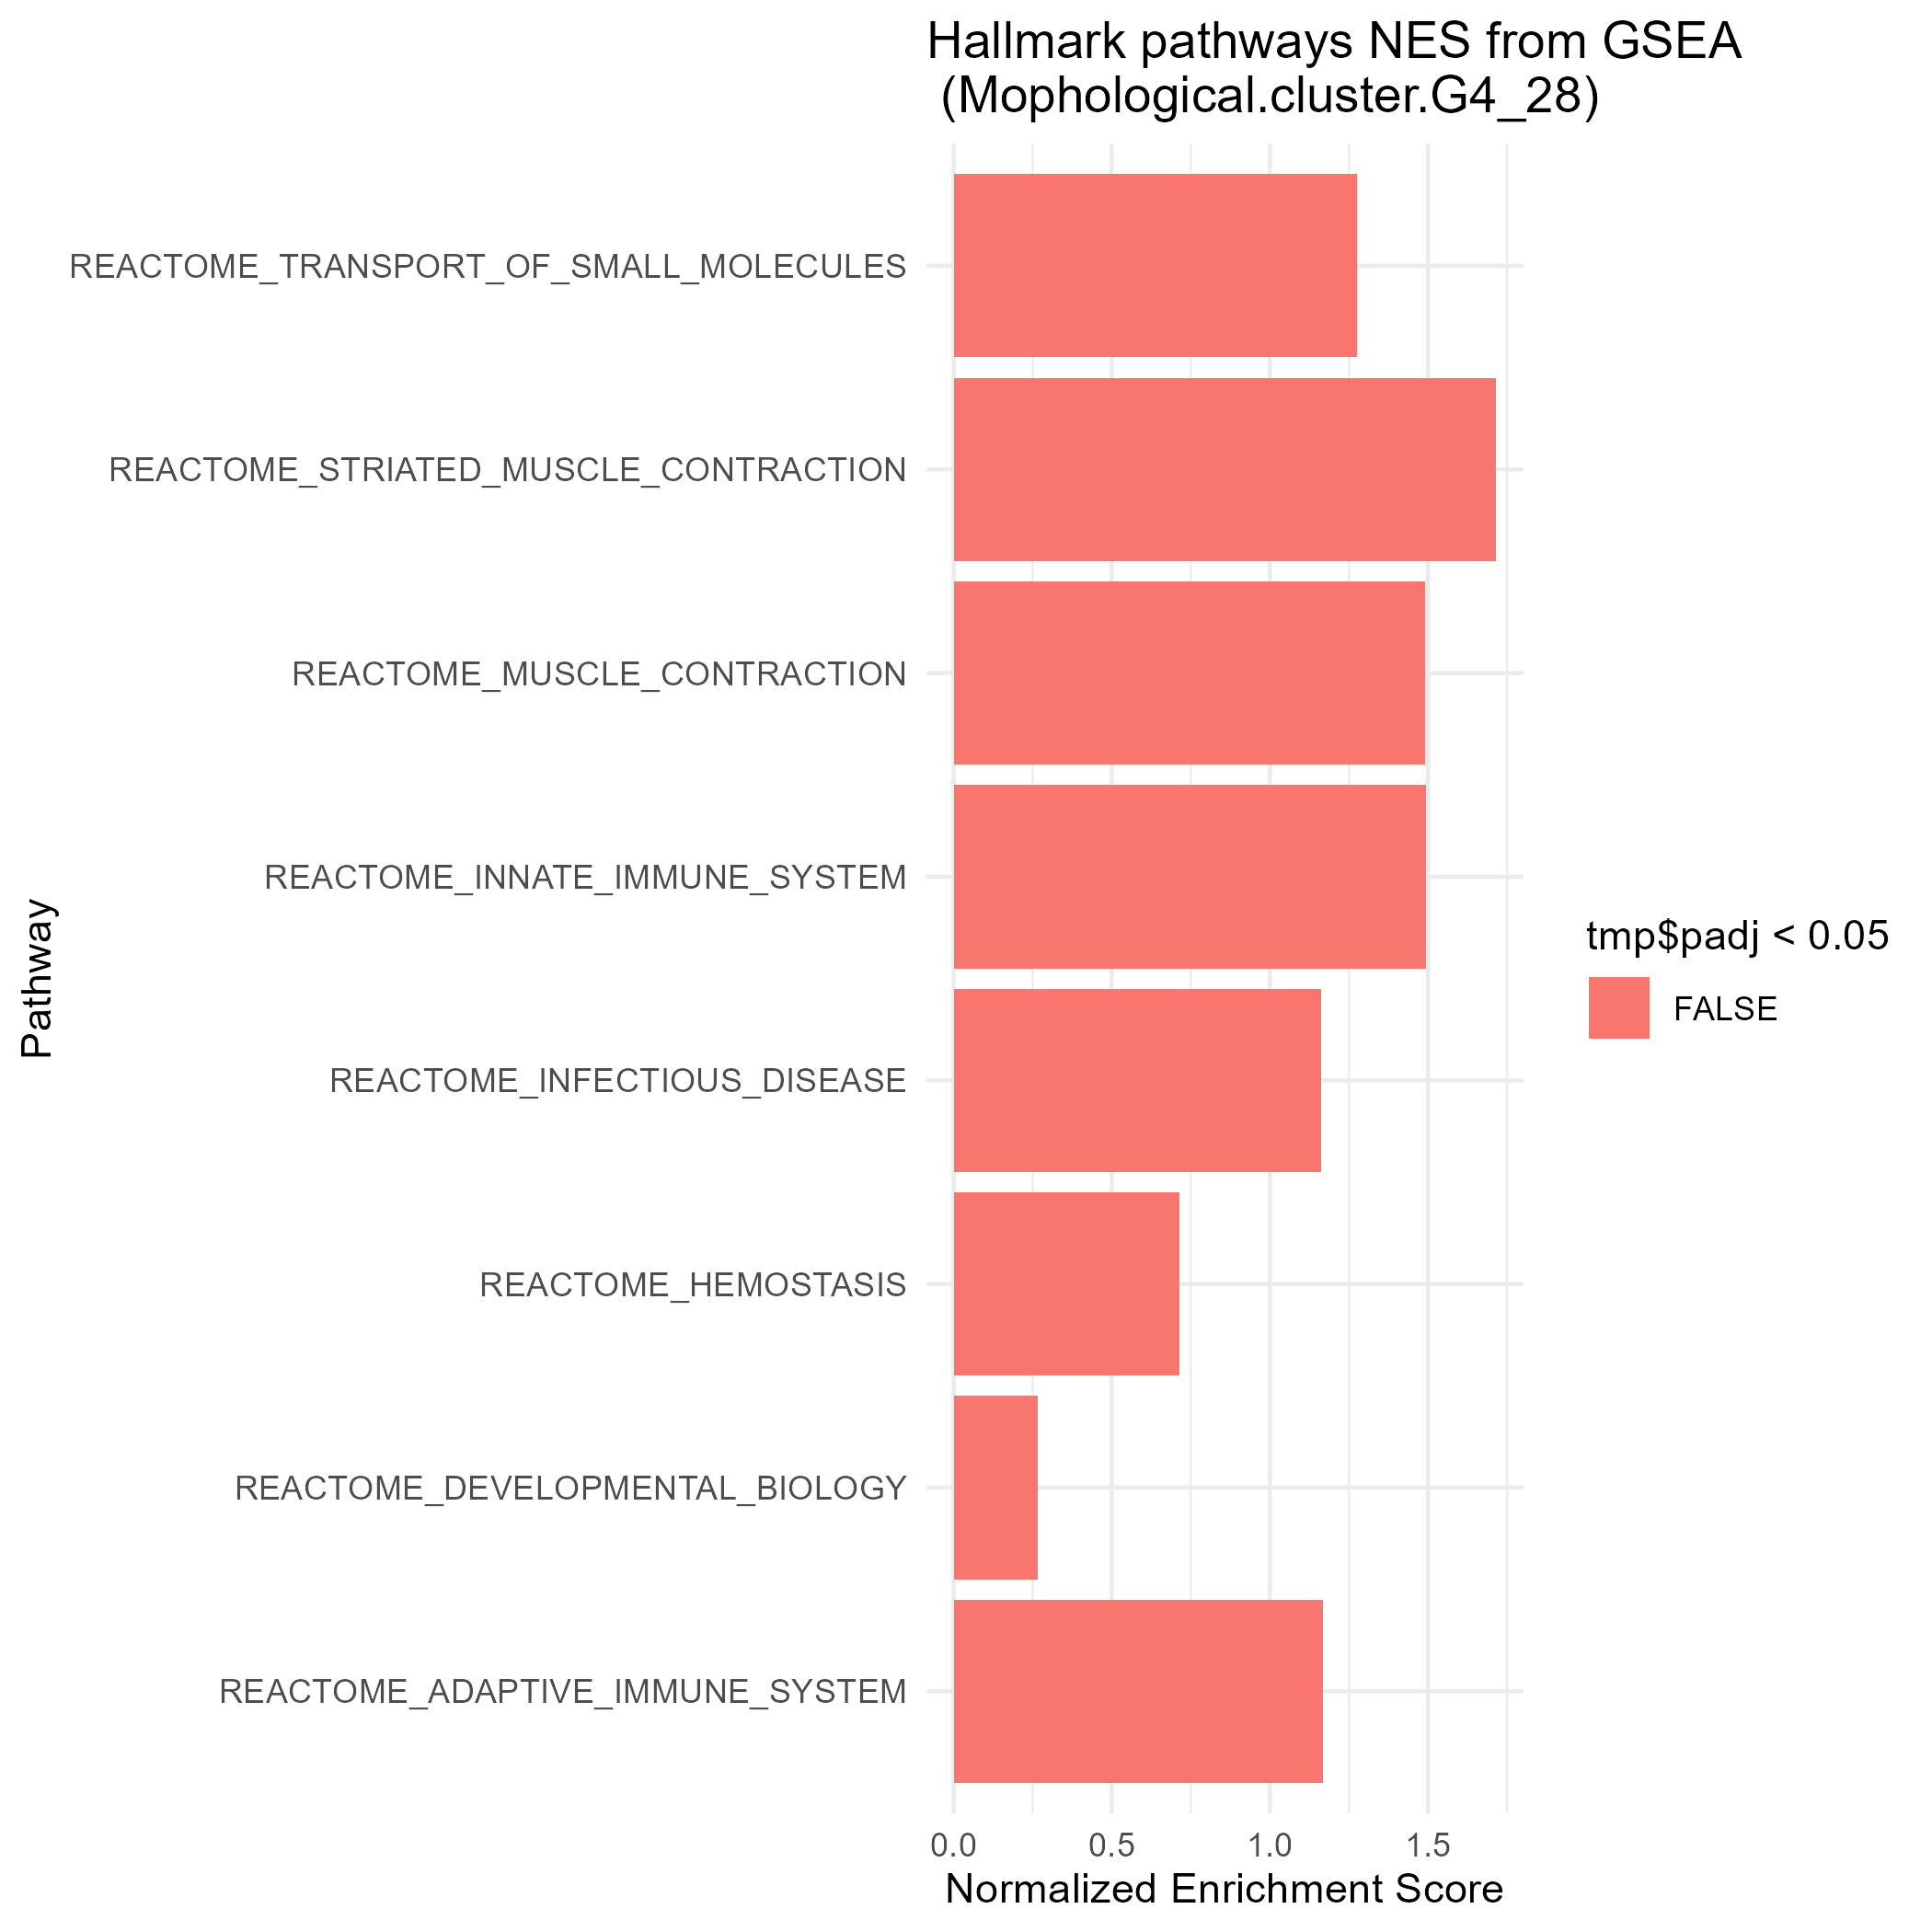 Hallmark pathways NES from GSEA
(Mophological.cluster.G4_28)
REACTOME_TRANSPORT_OF_SMALL_MOLECULES
REACTOME_STRIATED_MUSCLE_CONTRACTION
REACTOME_MUSCLE_CONTRACTION
REACTOME_INNATE_IMMUNE_SYSTEM
REACTOME_INFECTIOUS_DISEASE
REACTOME_HEMOSTASIS
REACTOME_DEVELOPMENTAL_BIOLOGY
REACTOME_ADAPTIVE_IMMUNE_SYSTEM
Pathway
0.0 0.5 1.0 1.5
Normalized Enrichment Score
tmp$padj < 0.05
FALSE